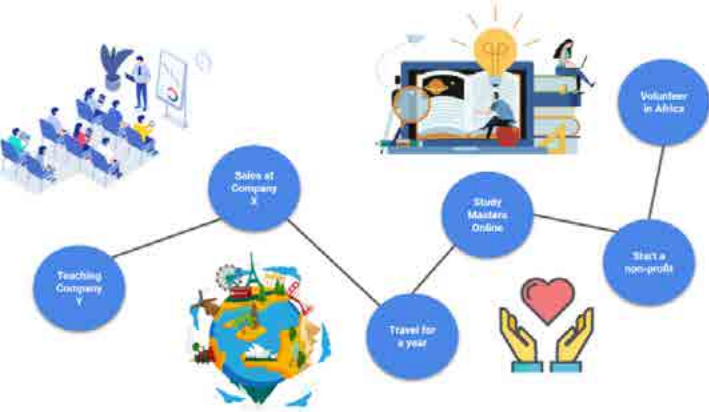 Teaching
Company
Y
Sales at
Company
X
Travel for
a year
Study
Masters
Online
Start a
non-profit
Volunteer
in Africa